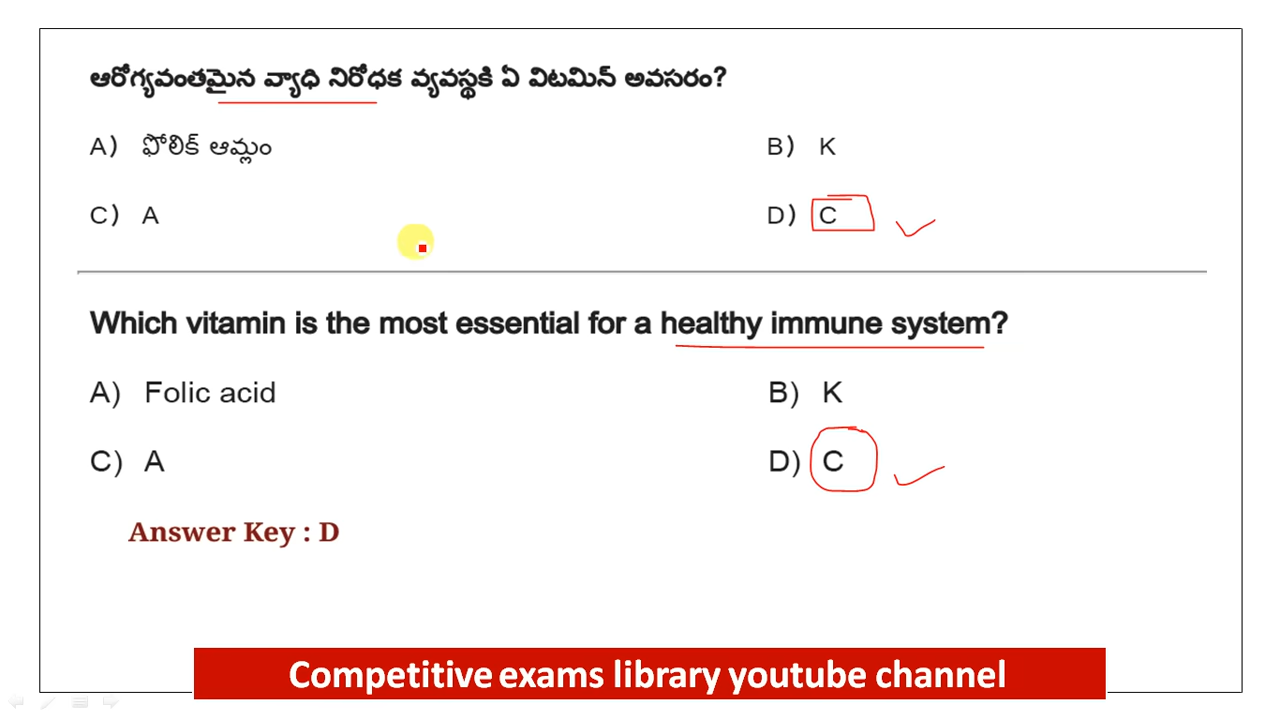 ఆరోగ్యవంతమైన వ్యాధి నిరోధక వ్యవస్థకి ఏ విటమిన్ అవసరం?
A) ఫోలిక్ ఆమ్లం B) K
C) A D) C
Which vitamin is the most essential for a healthy immune system?
A) Folic acid B) K
C) A D) C
Answer Key : D
Competitive exams library youtube channel